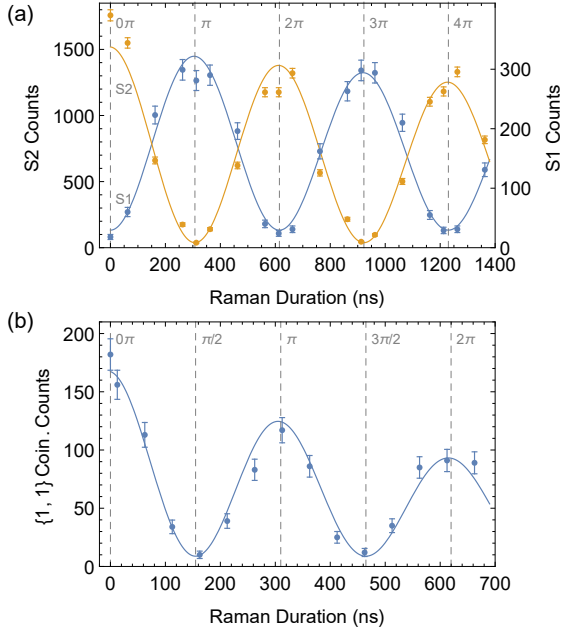 (a)
0π π 2π 3π 4π
1500
1000
500
0
S2 Counts
S2
S1
300
200
100
0
S1 Counts
0 200 400 600 800 1000 1200 1400
Raman Duration (ns)
(b)
0π π/2 π 3π/2 2π
200
150
100
50
0
{1, 1} Coin. Counts
0 100 200 300 400 500 600 700
Raman Duration (ns)